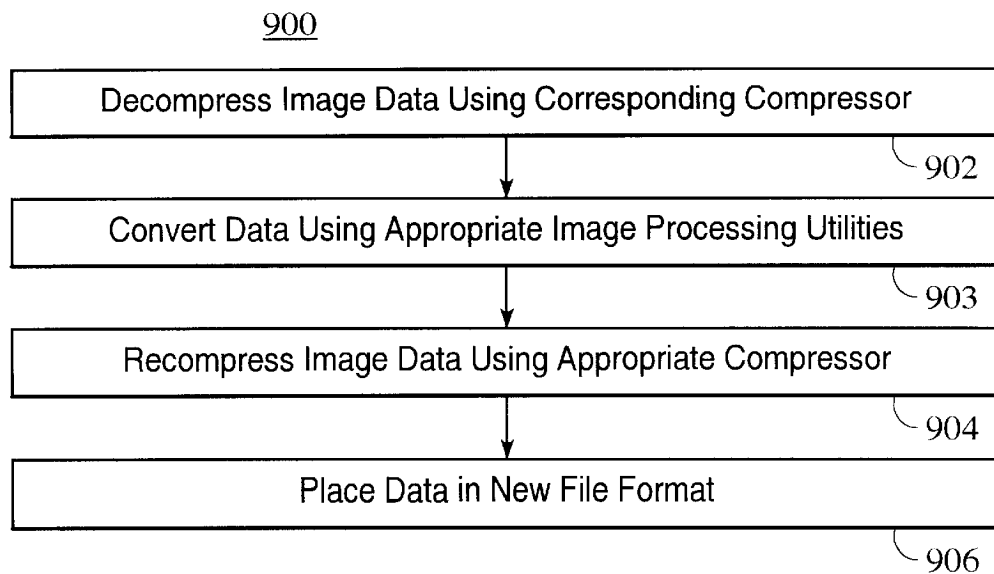 900
Decompress Image Data Using Corresponding Compressor
902
Convert Data Using Appropriate Image Processing Utilities
903
Recompress Image Data Using Appropriate Compressor
904
Place Data in New File Format
906